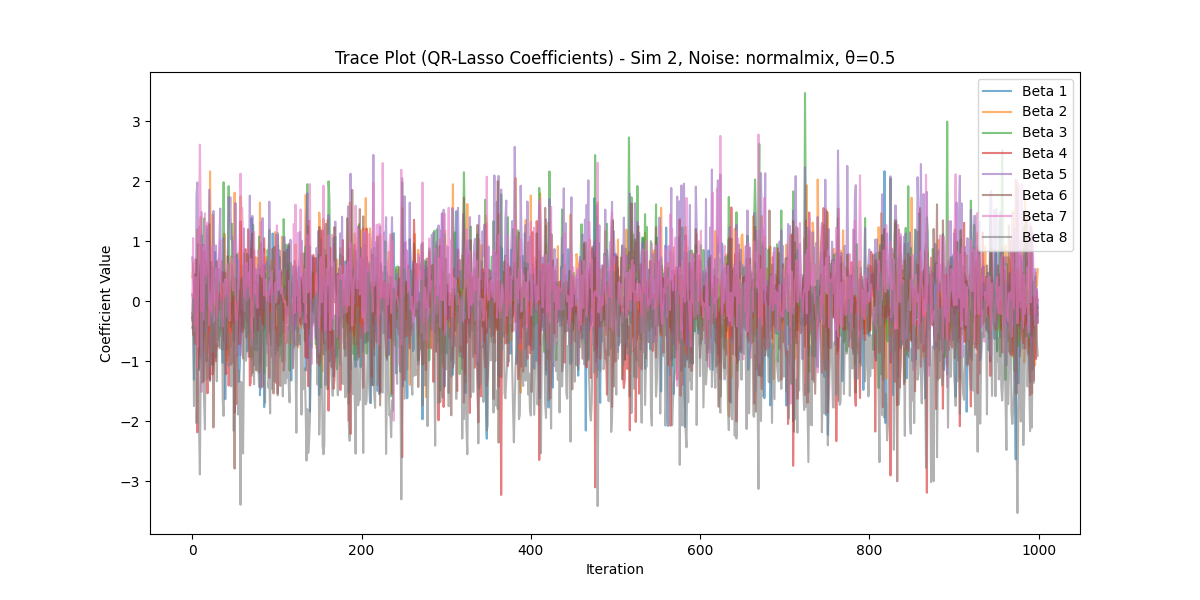 Trace Plot (QR-Lasso Coefficients) - Sim 2, Noise: normalmix, θ=0.5
Beta 1
Beta 2
Beta 3
Beta 4
Beta 5
Beta 6
Beta 7
Beta 8
Coefficient Value
3
2
1
0
−1
−2
−3
0 200 400 600 800 1000
Iteration